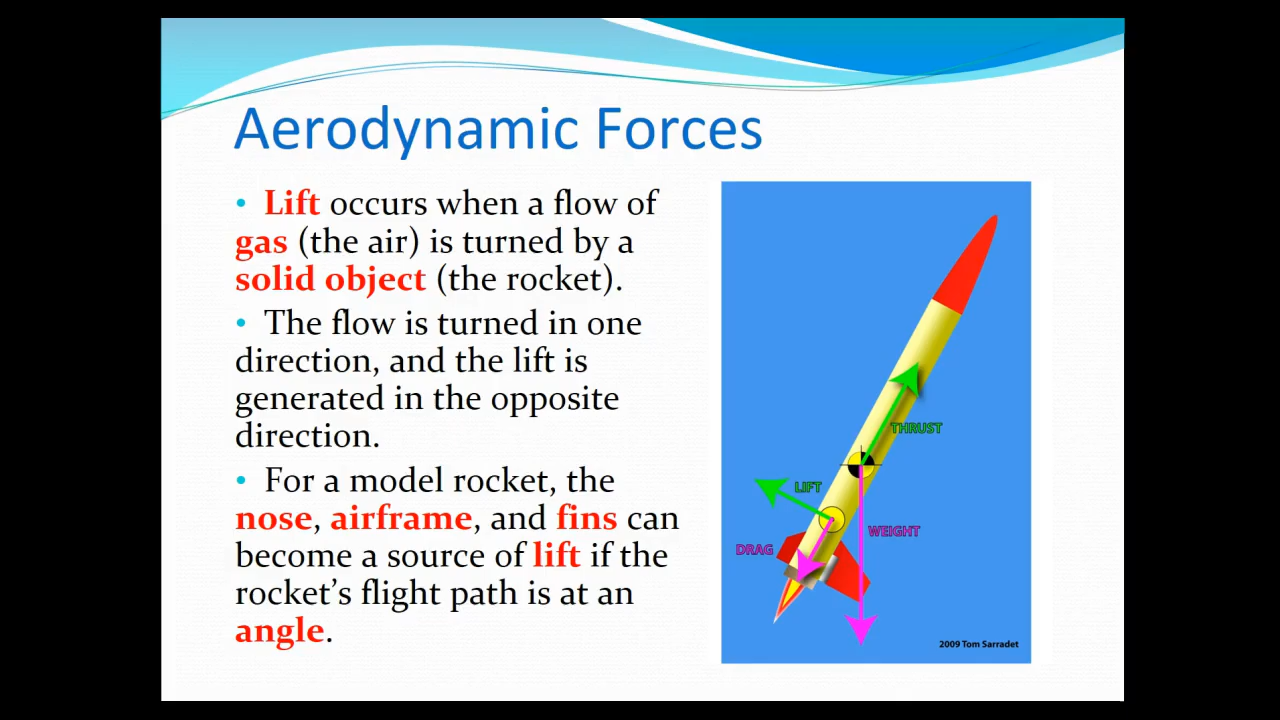 Aerodynamic Forces
• Lift occurs when a flow of
gas (the air) is turned by a
solid object (the rocket).
• The flow is turned in one
direction, and the lift is
generated in the opposite
direction.
• For a model rocket, the
nose, airframe, and fins can
become a source of lift if the
rocket's flight path is at an
angle.
THRUST
LIFT
WEIGHT
DRAG
2009 Tom Sarradet